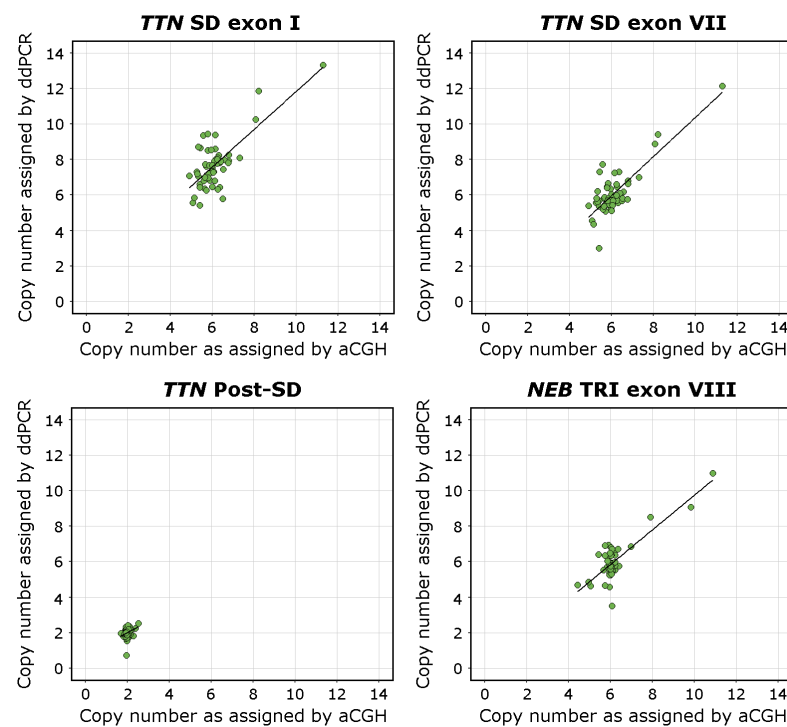 TTN SD exon I
Copy number assigned by ddPCR
14
12
10
8
6
4
2
0
0 2 4 6 8 10 12 14
Copy number as assigned by aCGH
TTN SD exon VII
Copy number assigned by ddPCR
14
12
10
8
6
4
2
0
0 2 4 6 8 10 12 14
Copy number as assigned by aCGH
TTN Post-SD
Copy number assigned by ddPCR
14
12
10
8
6
4
2
0
0 2 4 6 8 10 12 14
Copy number as assigned by aCGH
NEB TRI exon VIII
Copy number assigned by ddPCR
14
12
10
8
6
4
2
0
0 2 4 6 8 10 12 14
Copy number as assigned by aCGH